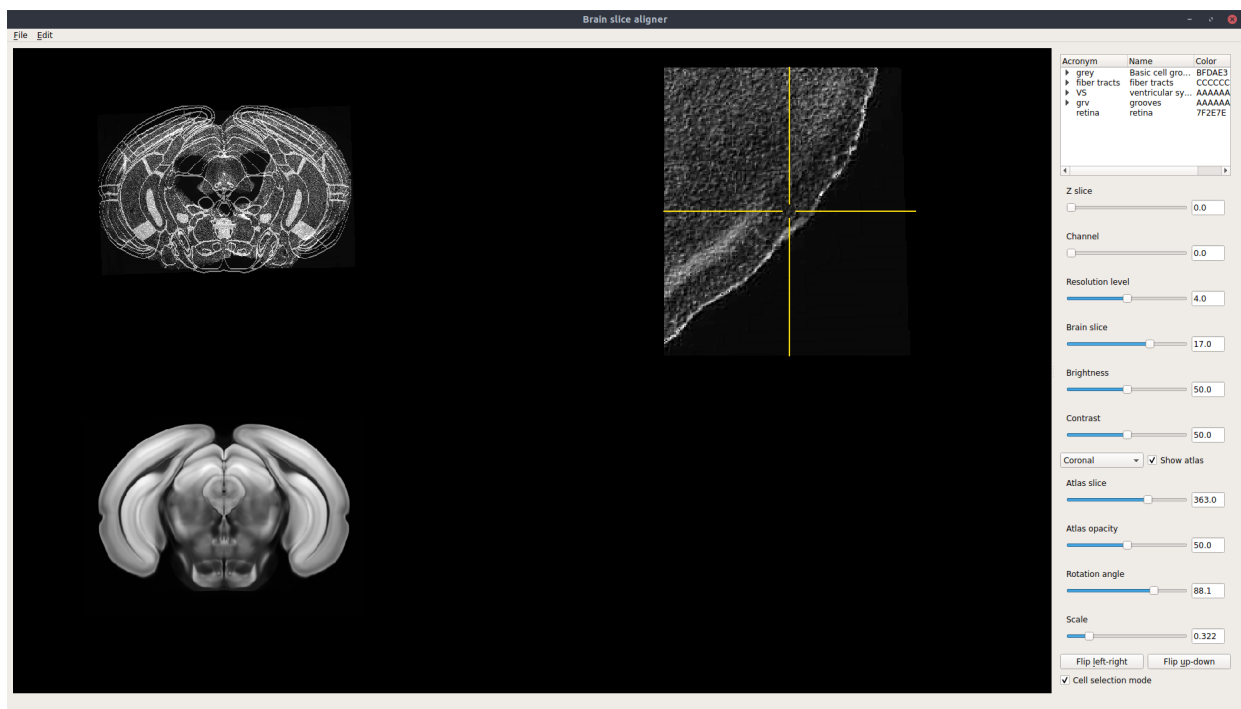 Brain slice aligner
File Edit
Acronym Name Color
grey Basic cell gro... BFDAE3
fiber tracts fiber tracts CCCCCC
VS ventricular sy... AAAAAA
grv grooves AAAAAA
retina retina 7F2E7E
Z slice
0.0
Channel
0.0
Resolution level
4.0
Brain slice
17.0
Brightness
50.0
Contrast
50.0
Coronal Show atlas
Atlas slice
363.0
Atlas opacity
50.0
Rotation angle
88.1
Scale
0.322
Flip left-right Flip up-down
Cell selection mode